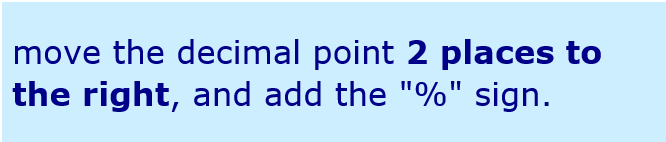 move the decimal point 2 places to
the right, and add the "%" sign.